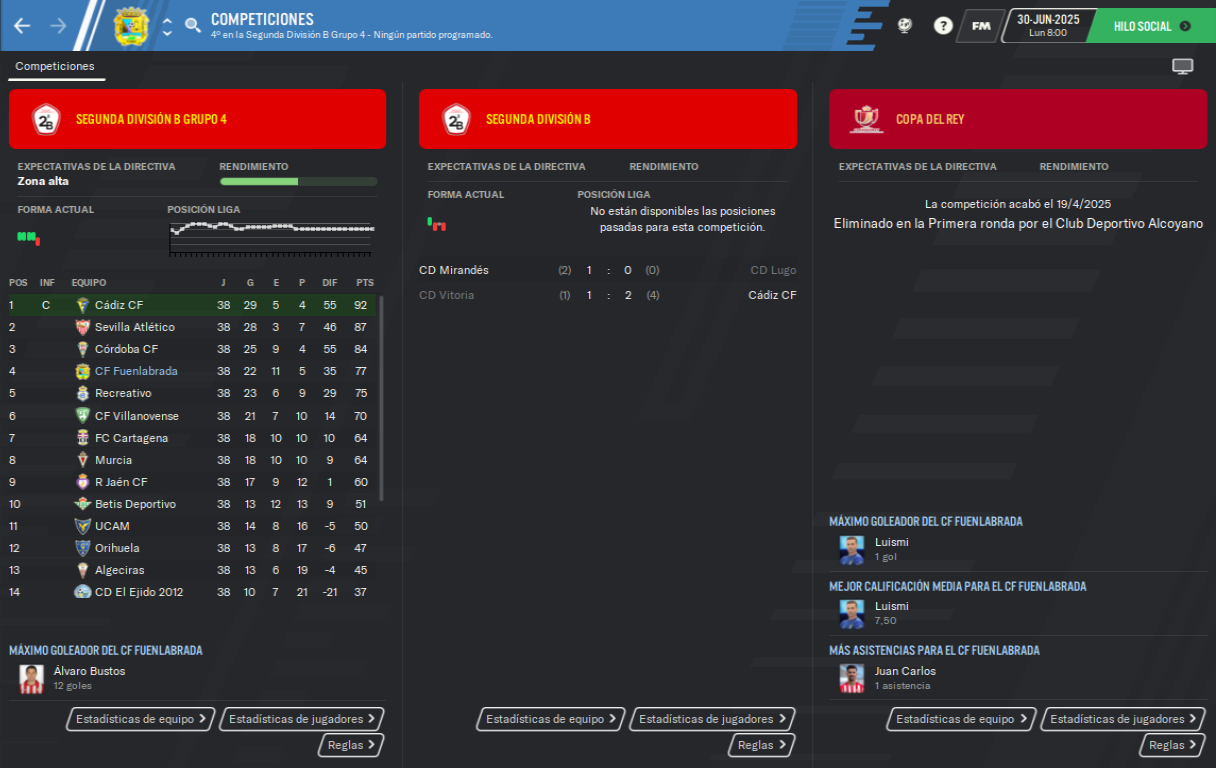 COMPETICIONES
4º en la Segunda División B Grupo 4 - Ningún partido programado.
?
FM
30-JUN-2025
Lun 8:00
HILO SOCIAL
Competiciones
SEGUNDA DIVISIÓN B GRUPO 4
EXPECTATIVAS DE LA DIRECTIVA RENDIMIENTO
Zona alta
FORMA ACTUAL POSICIÓN LIGA
POS INF EQUIPO J G E P DIF PTS
1 C Cádiz CF 38 29 5 4 55 92
2 Sevilla Atlético 38 28 3 7 46 87
3 Córdoba CF 38 25 9 4 55 84
4 CF Fuenlabrada 38 22 11 5 35 77
5 Recreativo 38 23 6 9 29 75
6 CF Villanovense 38 21 7 10 14 70
7 FC Cartagena 38 18 10 10 10 64
8 Murcia 38 18 10 10 9 64
9 R Jaén CF 38 17 9 12 1 60
10 Betis Deportivo 38 13 12 13 9 51
11 UCAM 38 14 8 16 -5 50
12 Orihuela 38 13 8 17 -6 47
13 Algeciras 38 13 6 19 -4 45
14 CD El Ejido 2012 38 10 7 21 -21 37
MÁXIMO GOLEADOR DEL CF FUENLABRADA
Álvaro Bustos
12 goles
Estadísticas de equipo Estadísticas de jugadores
Reglas
2B
SEGUNDA DIVISIÓN B
EXPECTATIVAS DE LA DIRECTIVA RENDIMIENTO
FORMA ACTUAL POSICIÓN LIGA
No están disponibles las posiciones
pasadas para esta competición.
CD Mirandés (2) 1 : 0 (0) CD Lugo
CD Vitoria (1) 1 : 2 (4) Cádiz CF
Estadísticas de equipo Estadísticas de jugadores
Reglas
COPA DEL REY
EXPECTATIVAS DE LA DIRECTIVA RENDIMIENTO
La competición acabó el 19/4/2025
Eliminado en la Primera ronda por el Club Deportivo Alcoyano
MÁXIMO GOLEADOR DEL CF FUENLABRADA
Luismi
1 gol
MEJOR CALIFICACIÓN MEDIA PARA EL CF FUENLABRADA
Luismi
7,50
MÁS ASISTENCIAS PARA EL CF FUENLABRADA
Juan Carlos
1 asistencia
Estadísticas de equipo Estadísticas de jugadores
Reglas